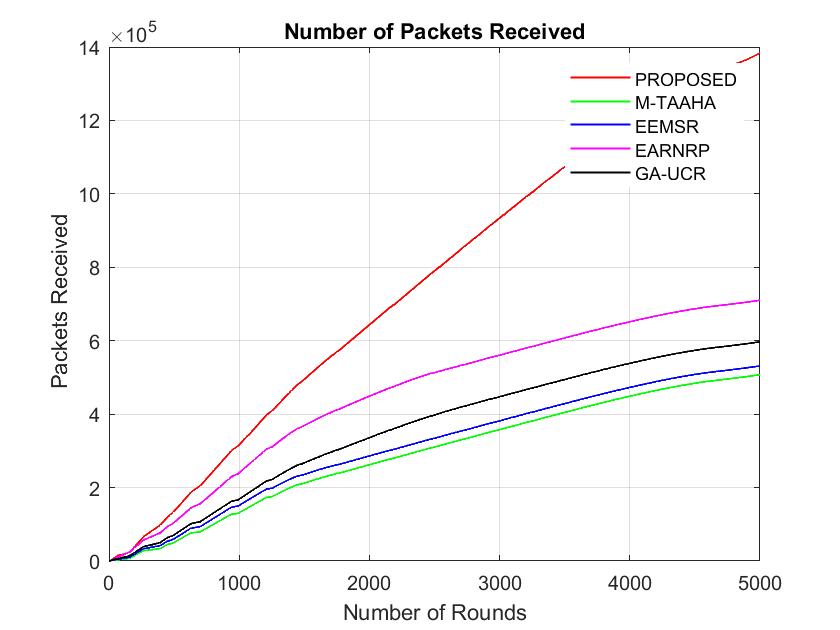 Number of Packets Received
×10^5
14
12
10
8
6
4
2
0
Packets Received
PROPOSED
M-TAAHA
EEMSR
EARNRP
GA-UCR
0 1000 2000 3000 4000 5000
Number of Rounds